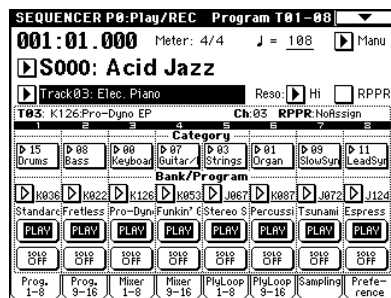 SEQUENCER P0:Play/REC Program T01-08
001:01.000 Meter: 4/4 ♩ = 108 Manu
S000: Acid Jazz
Track03: Elec. Piano Reso: Hi RPPR
T03: K126:Pro-Dyno EP Ch:03 RPPR:NoAssign
1 2 3 4 5 6 7 8
Category
15 08 00 07 03 01 09 11
Drums Bass Keyboar Guitar/ Strings Organ SlowSyn LeadSy
Bank/Program
K036 K022 K126 K053 J067 K087 J072 J124
Standard Fretless Pro-Dyn Funkin' Stereo S Percussi Tsunami Espress
PLAY PLAY PLAY PLAY PLAY PLAY PLAY PLAY
SOLO OFF SOLO OFF SOLO OFF SOLO OFF SOLO OFF SOLO OFF SOLO OFF SOLO OFF
Prog. 1-8 Prog. 9-16 Mixer 1-8 Mixer 9-16 PlyLoop 1-8 PlyLoop 9-16 Sampling Preference